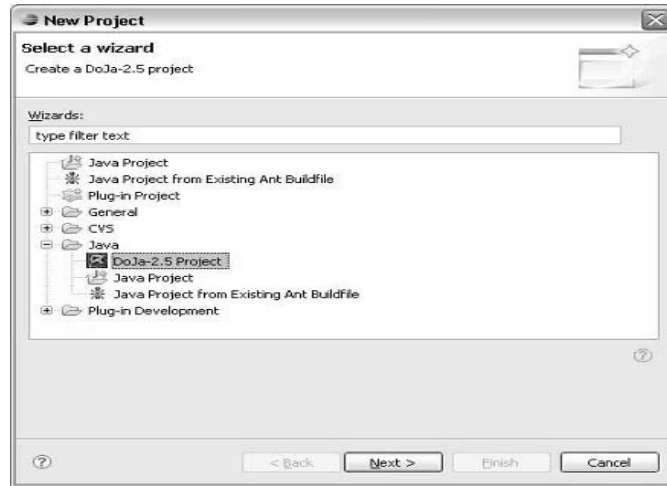 New Project
Select a wizard
Create a DoJa-2.5 project
Wizards:
type filter text
Java Project
Java Project from Existing Ant Buildfile
Plug-in Project
General
CVS
Java
DoJa-2.5 Project
Java Project
Java Project from Existing Ant Buildfile
Plug-in Development
< Back
Next >
Finish
Cancel